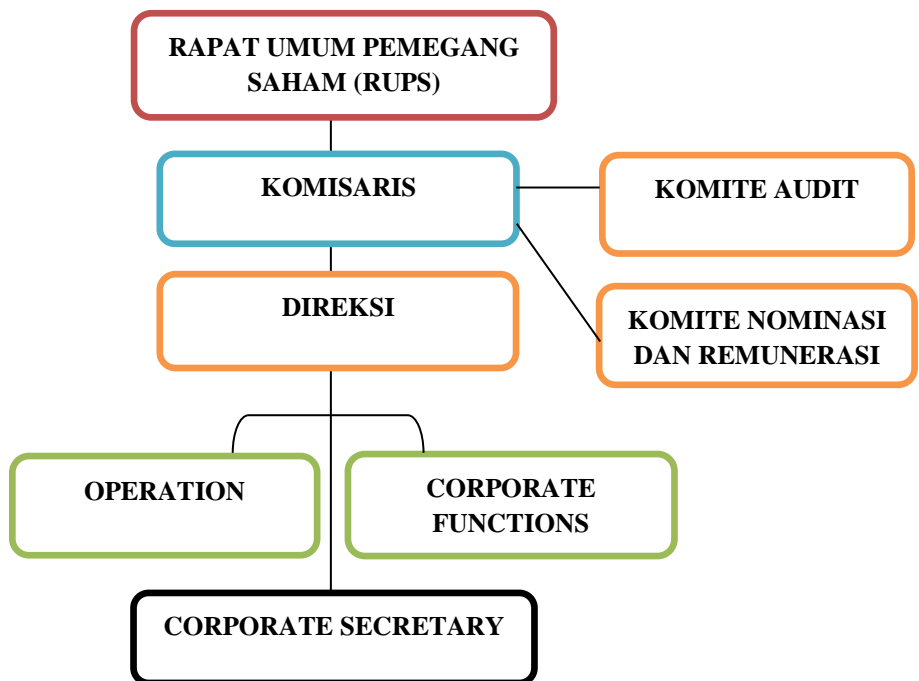 RAPAT UMUM PEMEGANG
SAHAM (RUPS)
KOMISARIS
KOMITE AUDIT
DIREKSI
KOMITE NOMINASI
DAN REMUNERASI
OPERATION
CORPORATE
FUNCTIONS
CORPORATE SECRETARY